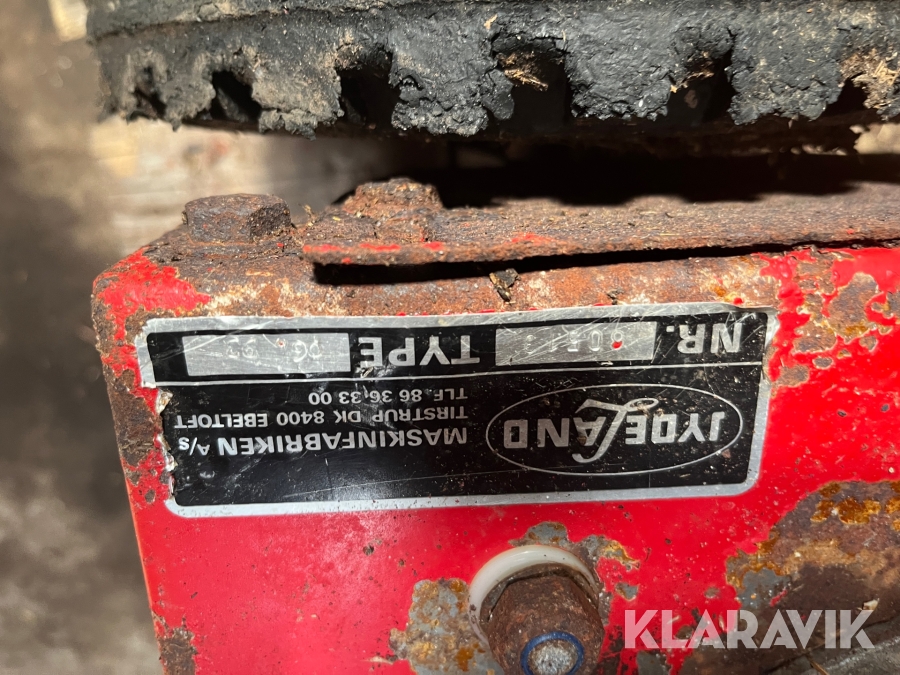 JYDELAND
MASKINFABRIKEN A/S
TIRSTRUP DK 8400 EBELTOFT
TLF. 86 36 33 00
NR. TYPE
KLARAVIK